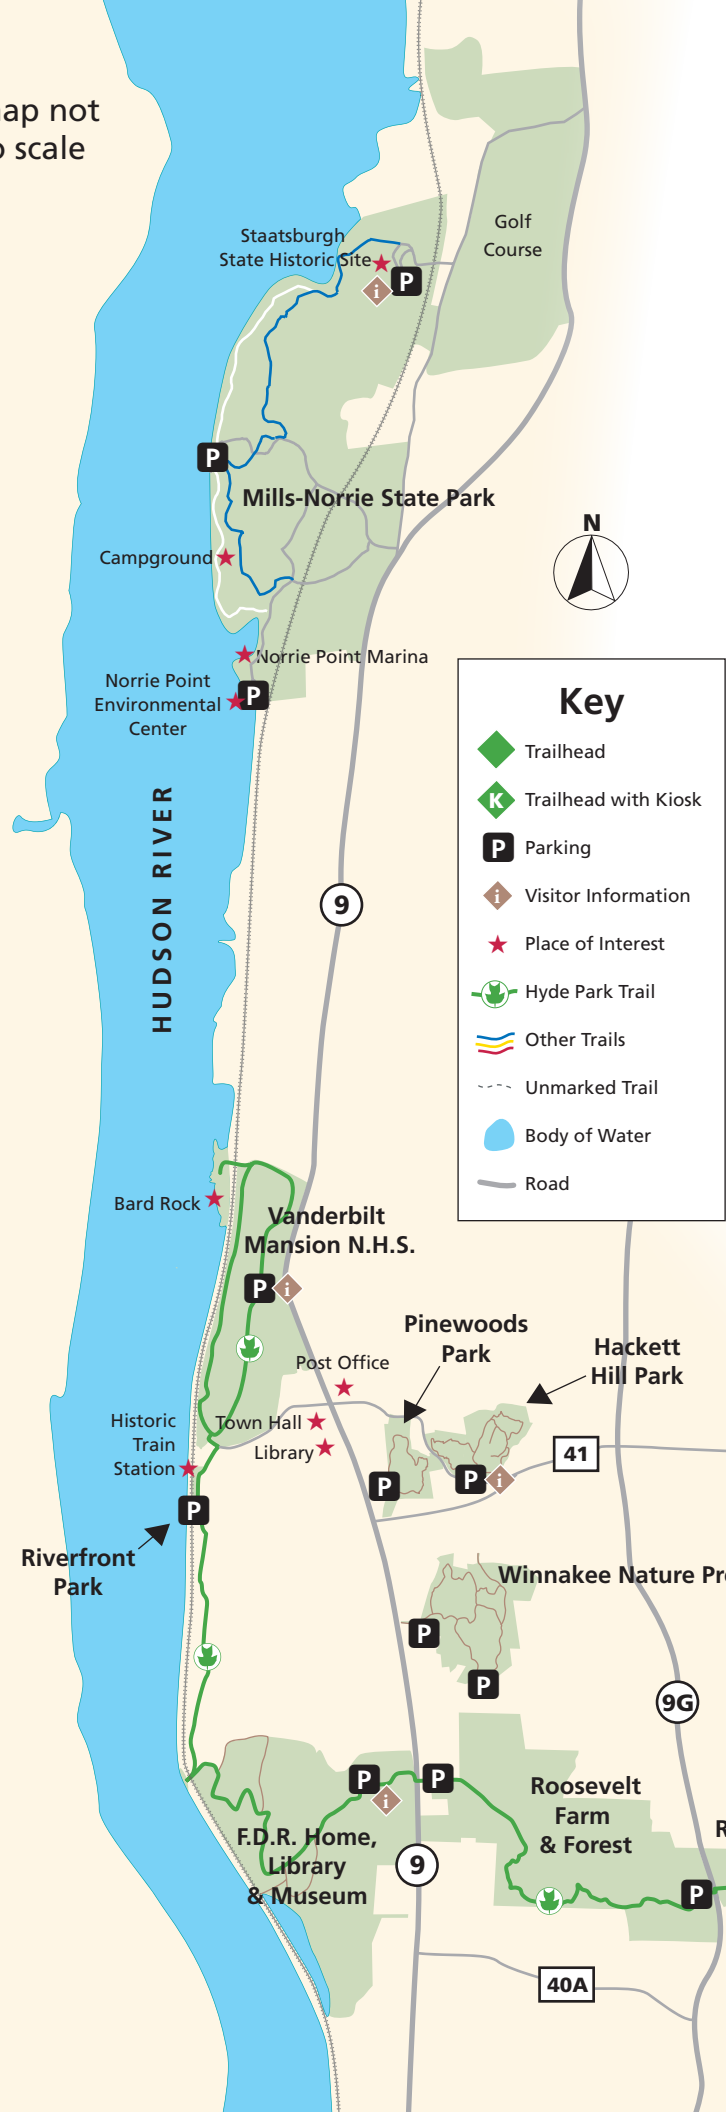 not
scale
Golf
Course
Staatsburgh
State Historic Site
P
i
P
Mills-Norrie State Park
Campground
N
Norrie Point Marina
Norrie Point
Environmental
Center
P
Key
Trailhead
K Trailhead with Kiosk
P Parking
i Visitor Information
Place of Interest
Hyde Park Trail
Other Trails
Unmarked Trail
Body of Water
Road
HUDSON RIVER
9
Bard Rock
Vanderbilt
Mansion N.H.S.
P i
Pinewoods
Park
Hackett
Hill Park
Post Office
Historic
Train
Station
Town Hall
Library
41
P
P i
P
Riverfront
Park
Winnakee Nature
P
P
9G
P
i
P
Roosevelt
Farm
& Forest
F.D.R. Home,
Library
& Museum
9
P
40A